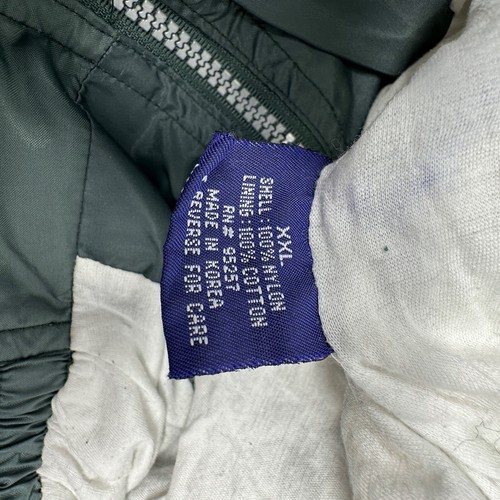 XXL
SHELL : 100% NYLON
LINING : 100% COTTON
RN# 95257
MADE IN KOREA
REVERSE FOR CARE